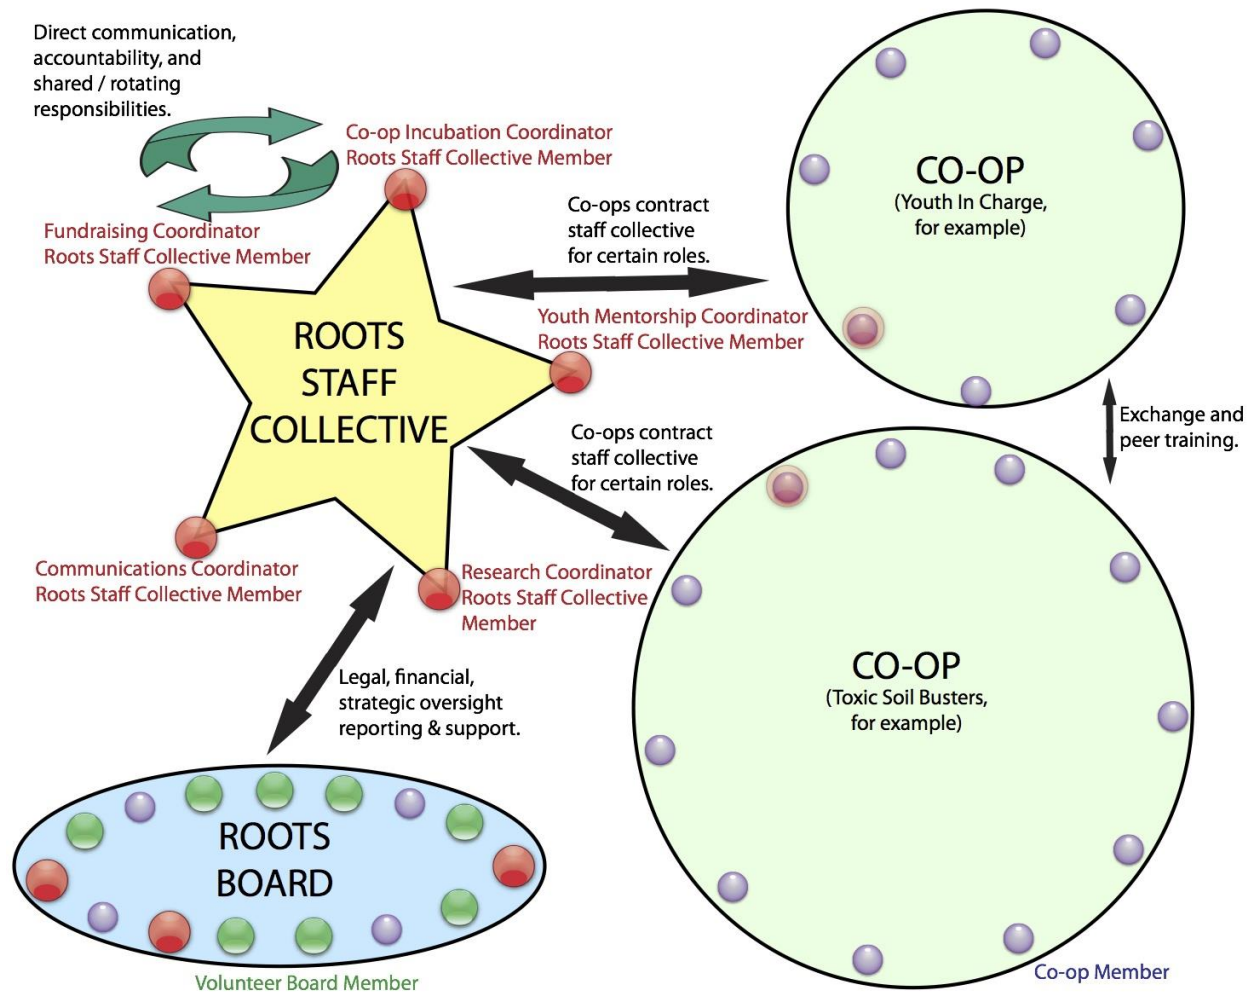 Direct communication,
accountability, and
shared / rotating
responsibilities.
Co-op Incubation Coordinator
Roots Staff Collective Member
Fundraising Coordinator
Roots Staff Collective Member
Co-ops contract
staff collective
for certain roles.
CO-OP
(Youth In Charge,
for example)
Youth Mentorship Coordinator
Roots Staff Collective Member
ROOTS
STAFF
COLLECTIVE
Co-ops contract
staff collective
for certain roles.
Exchange and
peer training.
Communications Coordinator
Roots Staff Collective Member
Research Coordinator
Roots Staff Collective
Member
CO-OP
(Toxic Soil Busters,
for example)
Legal, financial,
strategic oversight
reporting & support.
ROOTS
BOARD
Volunteer Board Member
Co-op Member